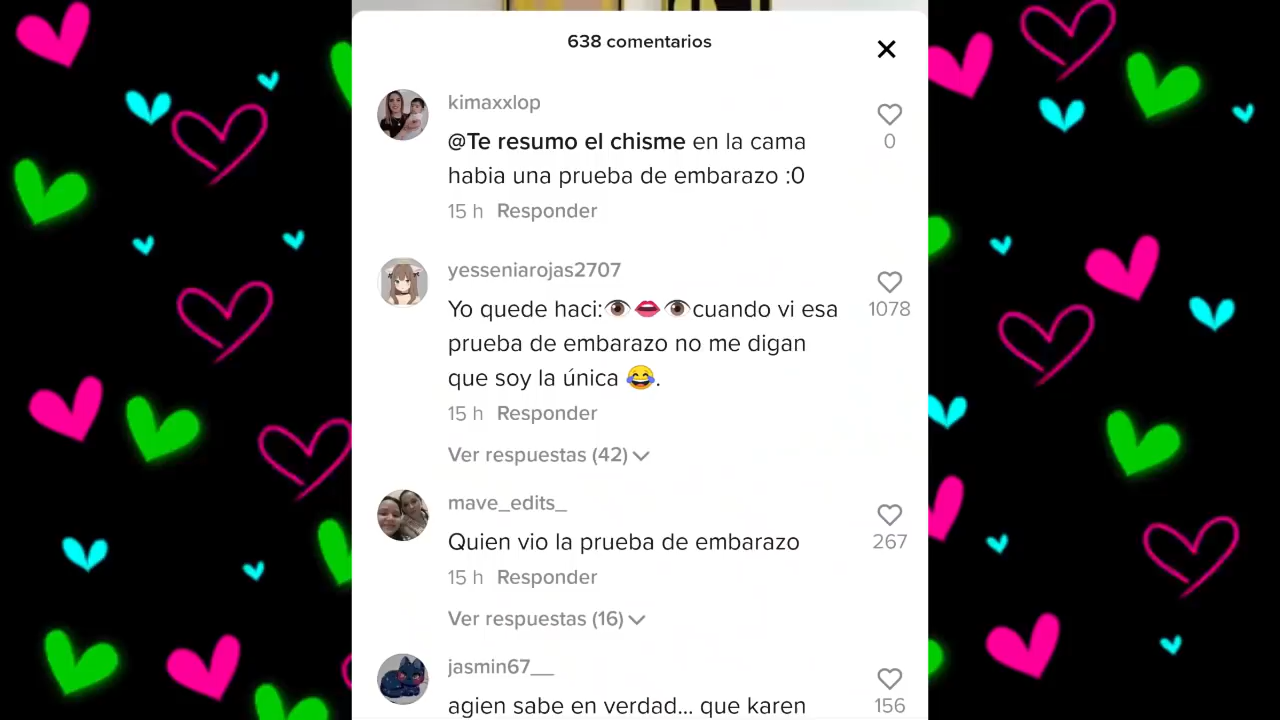 638 comentarios
kimaxxlop
@Te resumo el chisme en la cama
habia una prueba de embarazo :0
0
15 h Responder
yesseniarojas2707
Yo quede haci:👁️👄👁️cuando vi esa
prueba de embarazo no me digan
que soy la única 😂.
1078
15 h Responder
Ver respuestas (42)
mave_edits_
Quien vio la prueba de embarazo
267
15 h Responder
Ver respuestas (16)
jasmin67__
agien sabe en verdad... que karen
156